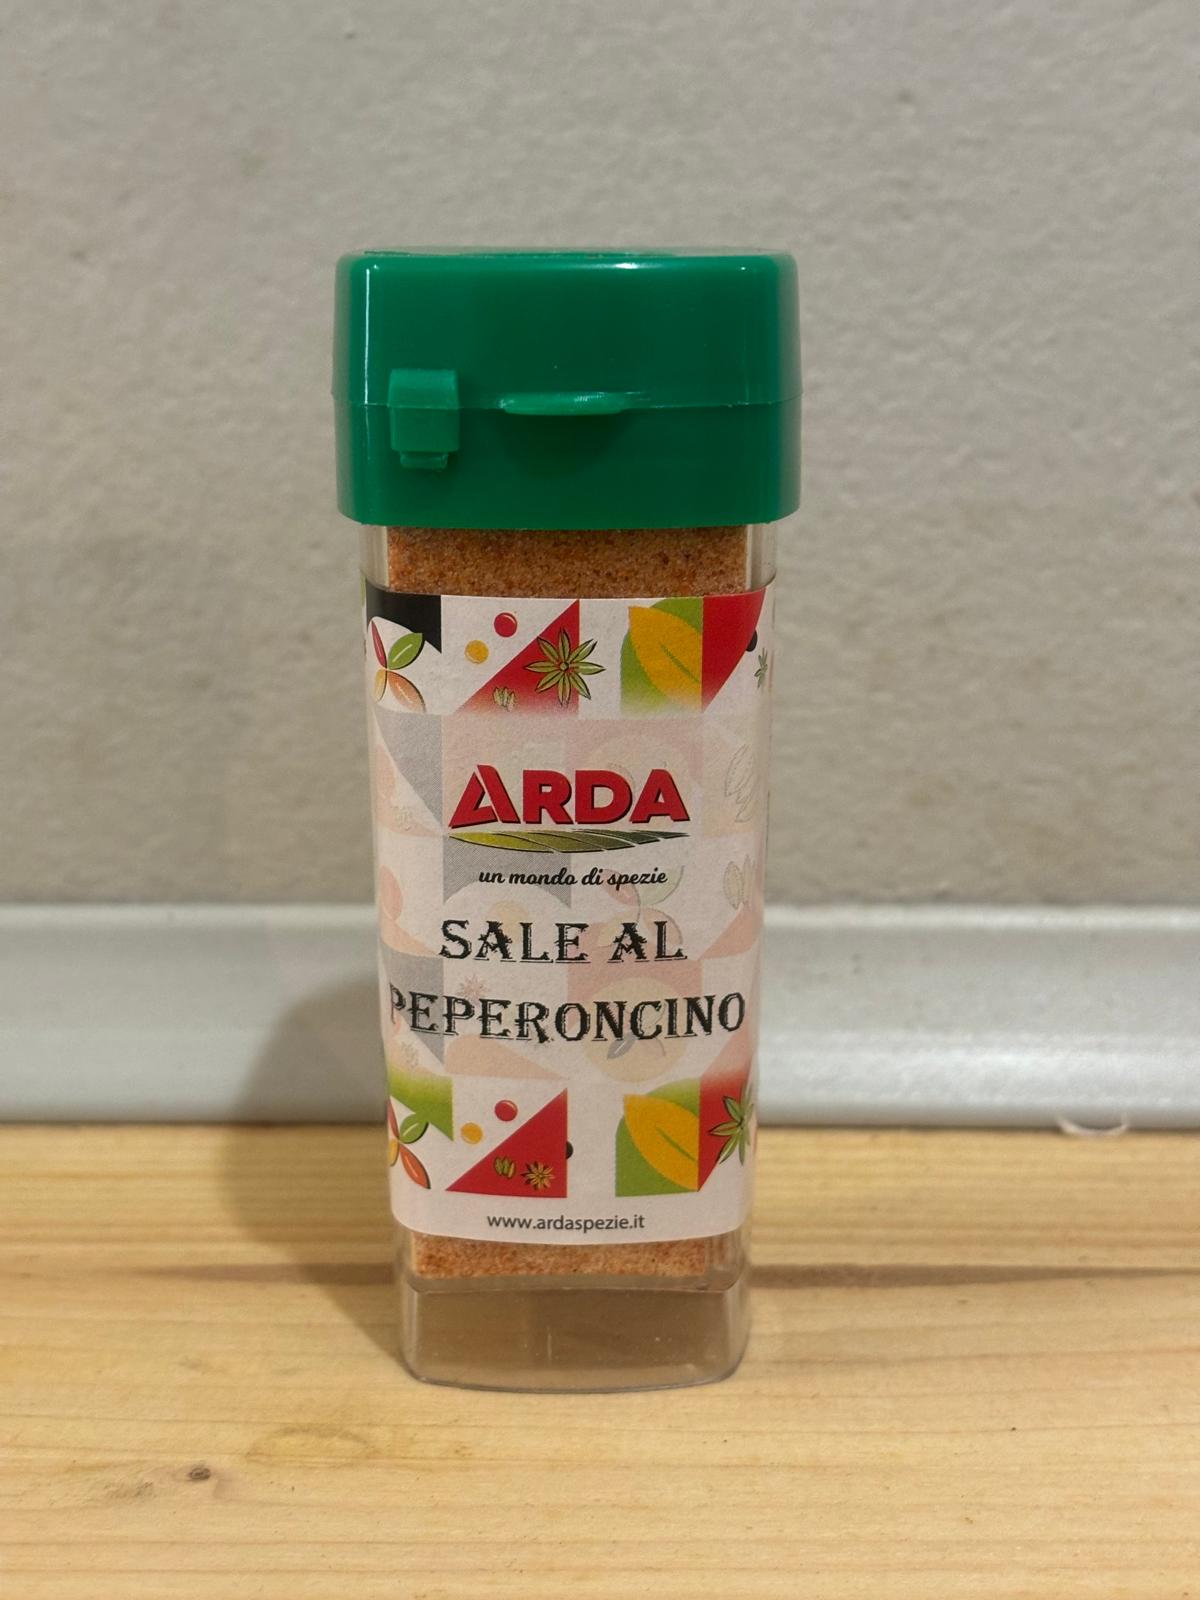 ARDA
un mondo di spezie
SALE AL
PEPERONCINO
www.ardaspezie.it